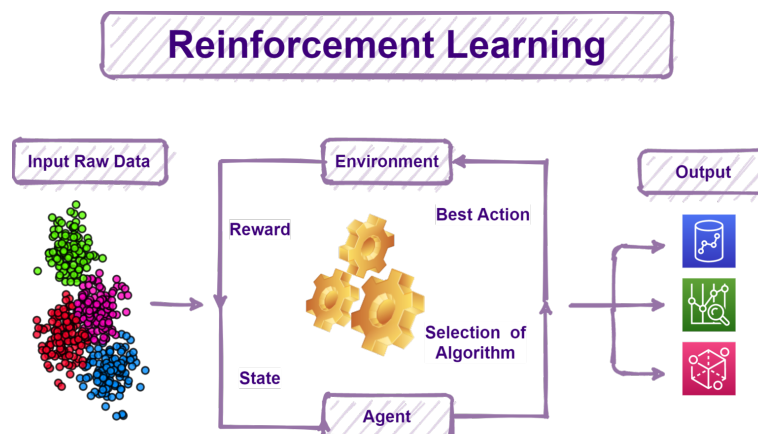 Reinforcement Learning
Input Raw Data
Environment
Output
Reward
Best Action
State
Selection of
Algorithm
Agent